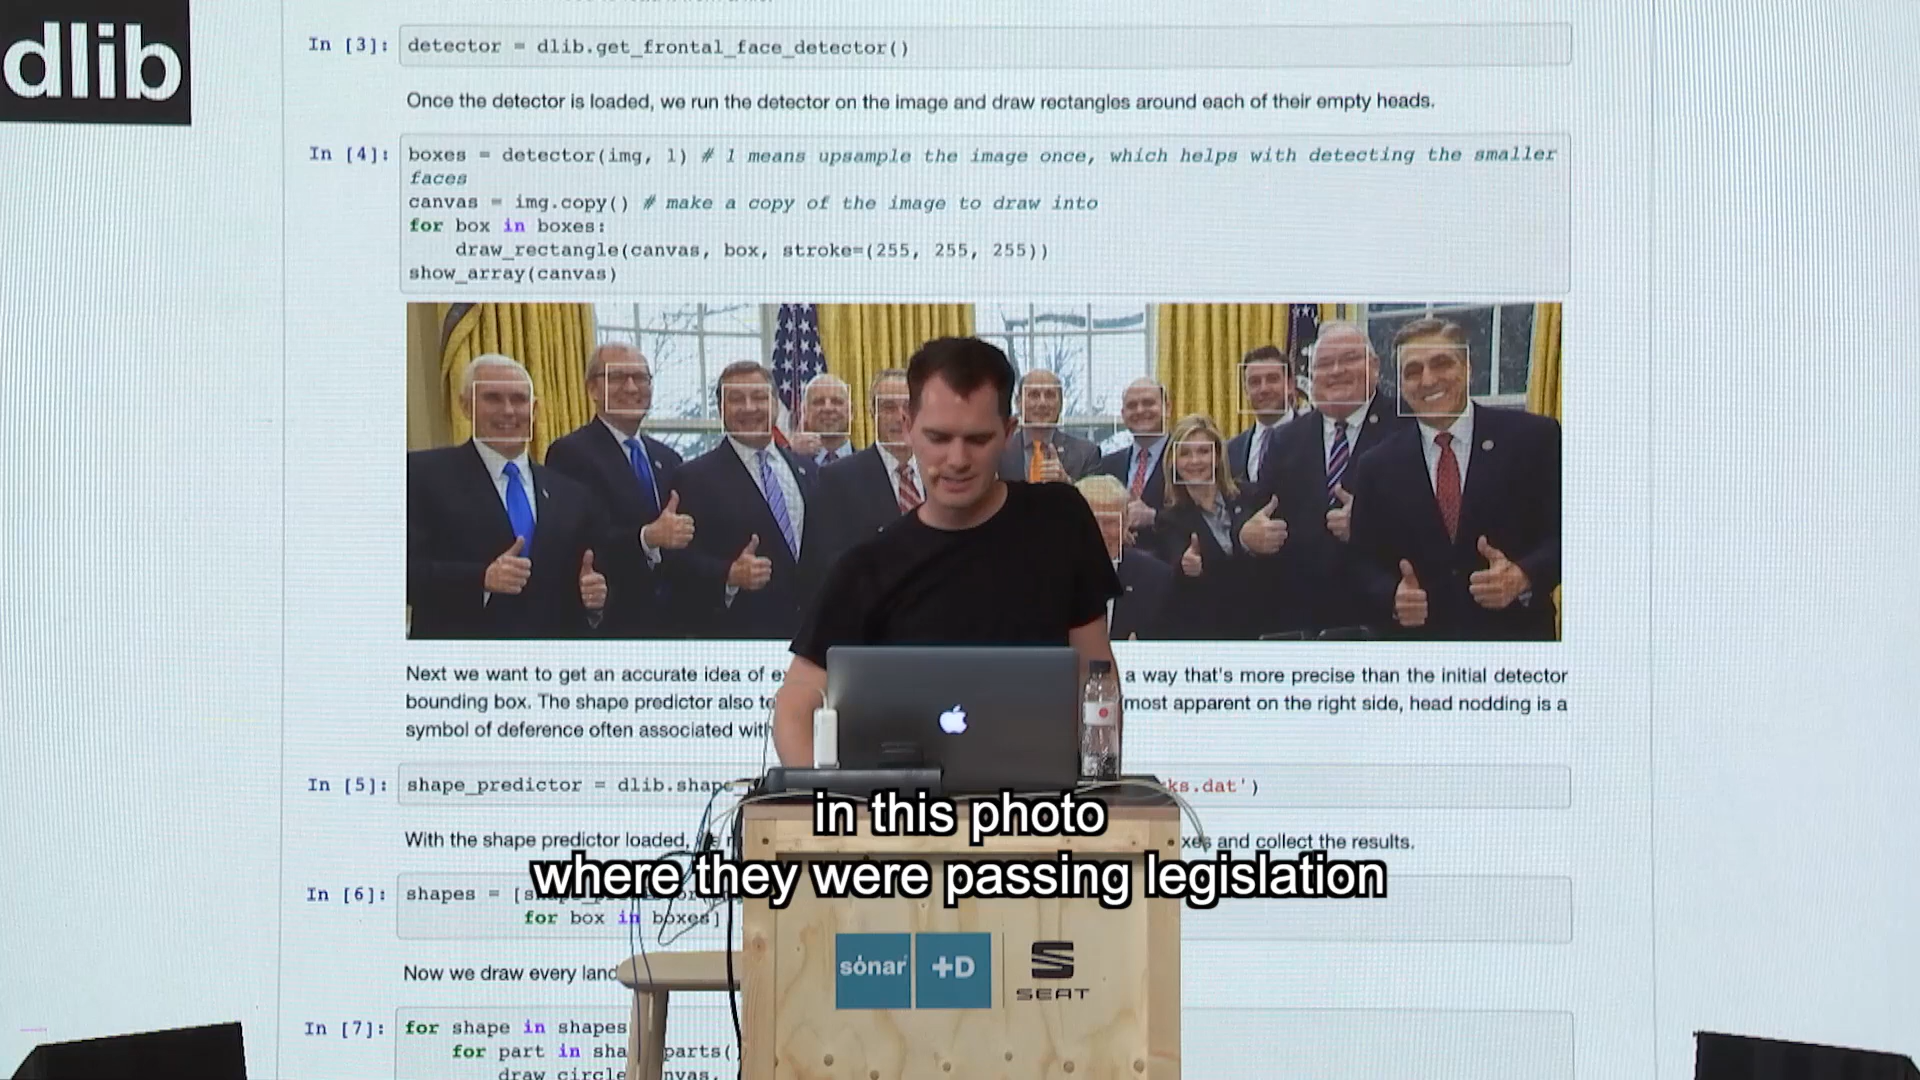 dlib
In [3]: detector = dlib.get_frontal_face_detector()
Once the detector is loaded, we run the detector on the image and draw rectangles around each of their empty heads.
In [4]: boxes = detector(img, 1) # 1 means upsample the image once, which helps with detecting the smaller
faces
canvas = img.copy() # make a copy of the image to draw into
for box in boxes:
draw_rectangle(canvas, box, stroke=(255, 255, 255))
show_array(canvas)
Next we want to get an accurate idea of a way that's more precise than the initial detector
bounding box. The shape predictor also most apparent on the right side, head nodding is a
symbol of deference often associated with
In [5]: shape_predictor = dlib.shape ks.dat')
in this photo
With the shape predictor loaded, and collect the results.
where they were passing legislation
In [6]: shapes = [
for box in boxes]
sónar +D SEAT
Now we draw every
In [7]: for shape in shapes
for part in parts(
draw_circle